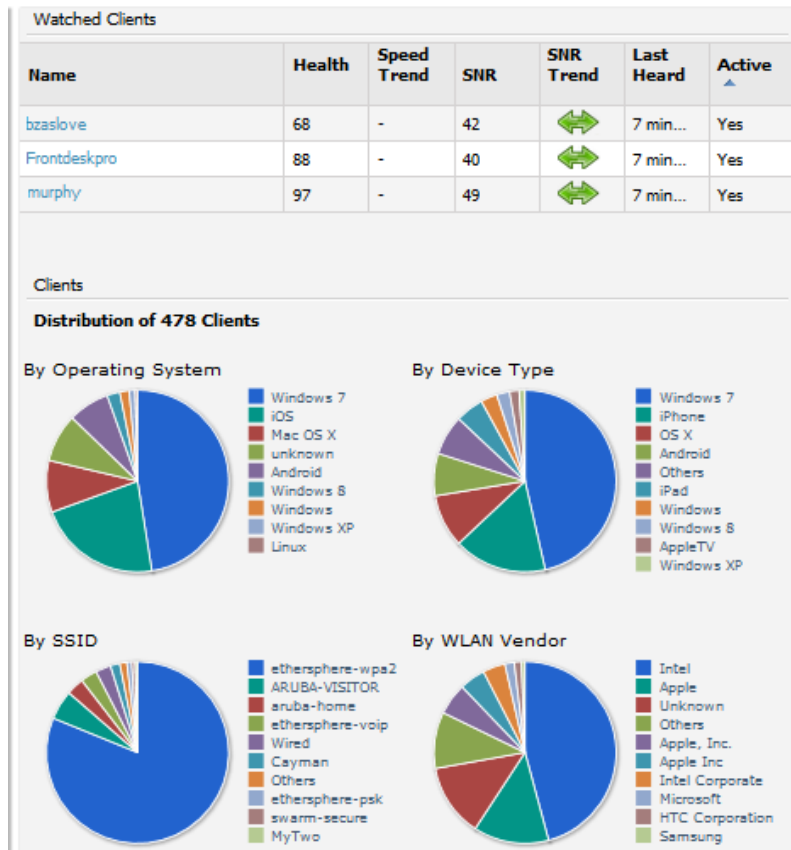 Watched Clients
Name Health Speed Trend SNR SNR Trend Last Heard Active
bzaslove 68 - 42 7 min... Yes
Frontdeskpro 88 - 40 7 min... Yes
murphy 97 - 49 7 min... Yes
Clients
Distribution of 478 Clients
By Operating System
Windows 7
iOS
Mac OS X
unknown
Android
Windows 8
Windows
Windows XP
Linux
By Device Type
Windows 7
iPhone
OS X
Android
Others
iPad
Windows
Windows 8
AppleTV
Windows XP
By SSID
ethersphere-wpa2
ARUBA-VISITOR
aruba-home
ethersphere-voip
Wired
Cayman
Others
ethersphere-psk
swarm-secure
MyTwo
By WLAN Vendor
Intel
Apple
Unknown
Others
Apple, Inc.
Apple Inc
Intel Corporate
Microsoft
HTC Corporation
Samsung